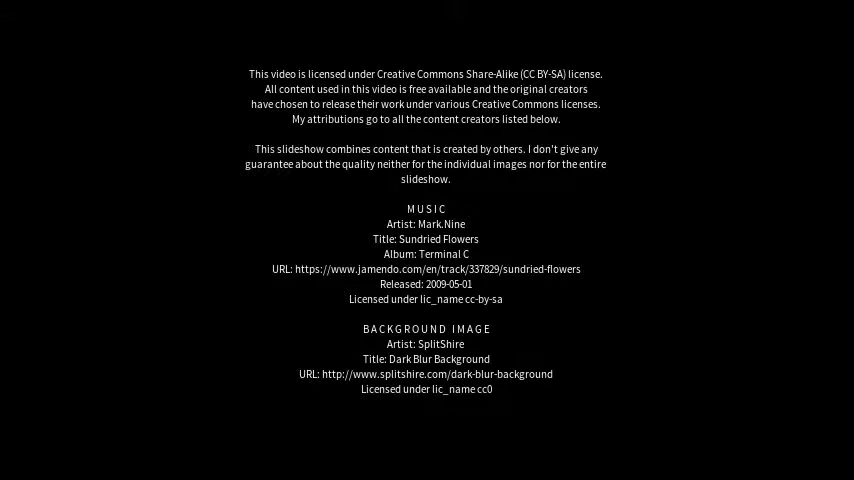 This video is licensed under Creative Commons Share-Alike (CC BY-SA) license.
All content used in this video is free available and the original creators
have chosen to release their work under various Creative Commons licenses.
My attributions go to all the content creators listed below.
This slideshow combines content that is created by others. I don't give any
guarantee about the quality neither for the individual images nor for the entire
slideshow.
MUSIC
Artist: Mark.Nine
Title: Sundried Flowers
Album: Terminal C
URL: https://www.jamendo.com/en/track/337829/sundried-flowers
Released: 2009-05-01
Licensed under lic_name cc-by-sa
BACKGROUND IMAGE
Artist: SplitShire
Title: Dark Blur Background
URL: http://www.splitshire.com/dark-blur-background
Licensed under lic_name cc0